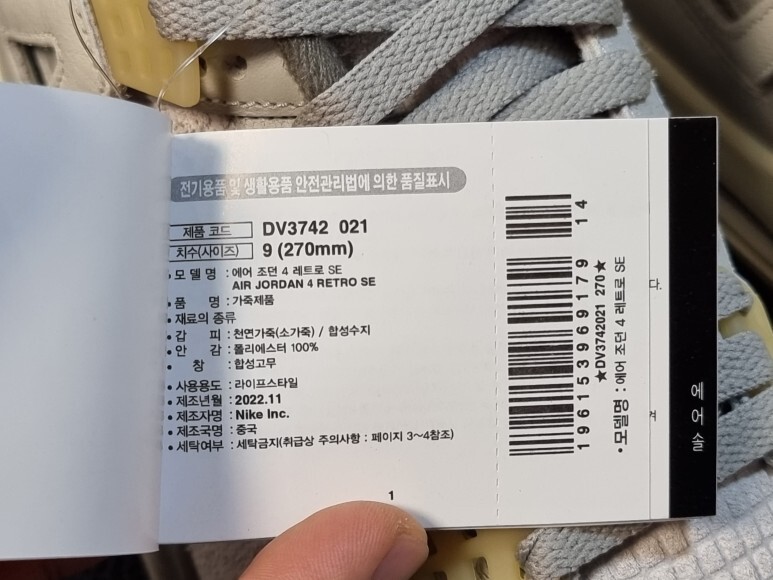 전기용품 및 생활용품 안전관리법에 의한 품질표시
제품 코드 DV3742 021
치수(사이즈) 9 (270mm)
• 모 델 명 : 에어 조던 4 레트로 SE
AIR JORDAN 4 RETRO SE
• 품 명 : 가죽제품
• 재료의 종류
• 갑 피 : 천연가죽(소가죽) / 합성수지
• 안 감 : 폴리에스터 100%
• 창 : 합성고무
• 사용용도 : 라이프스타일
• 제조년월 : 2022.11
• 제조자명 : Nike Inc.
• 제조국명 : 중국
• 세탁여부 : 세탁금지(취급상 주의사항 : 페이지 3~4참조)
1
14
196153969179
★DV3742021 270★
• 모델명 : 에어 조던 4 레트로 SE
다.
에어솔